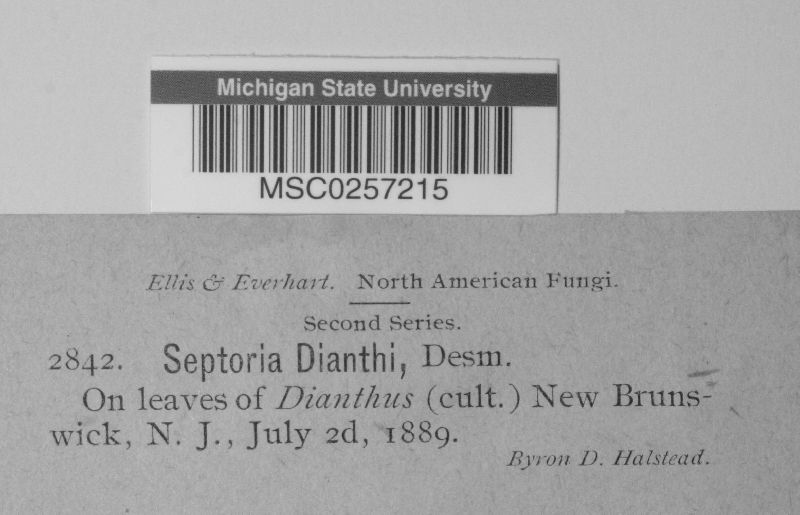 Michigan State University
MSC0257215
Ellis & Everhart. North American Fungi.
Second Series.
2842. Septoria Dianthi, Desm.
On leaves of Dianthus (cult.) New Bruns-
wick, N. J., July 2d, 1889.
Byron D. Halstead.